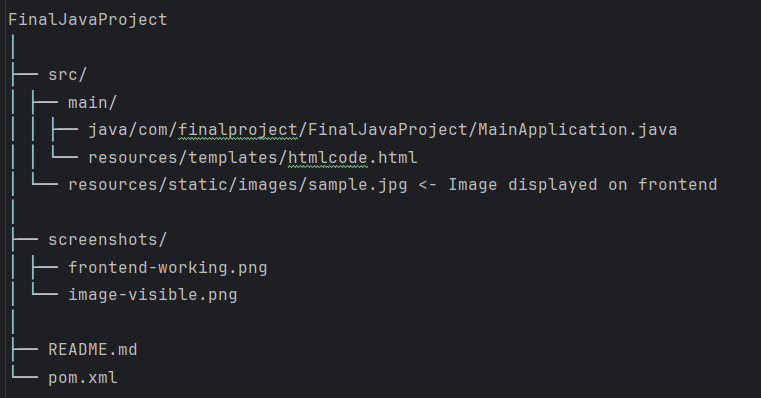 FinalJavaProject
│
├── src/
│ ├── main/
│ │ ├── java/com/finalproject/FinalJavaProject/MainApplication.java
│ │ └── resources/templates/htmlcode.html
│ └── resources/static/images/sample.jpg <- Image displayed on frontend
│
├── screenshots/
│ ├── frontend-working.png
│ └── image-visible.png
│
├── README.md
└── pom.xml